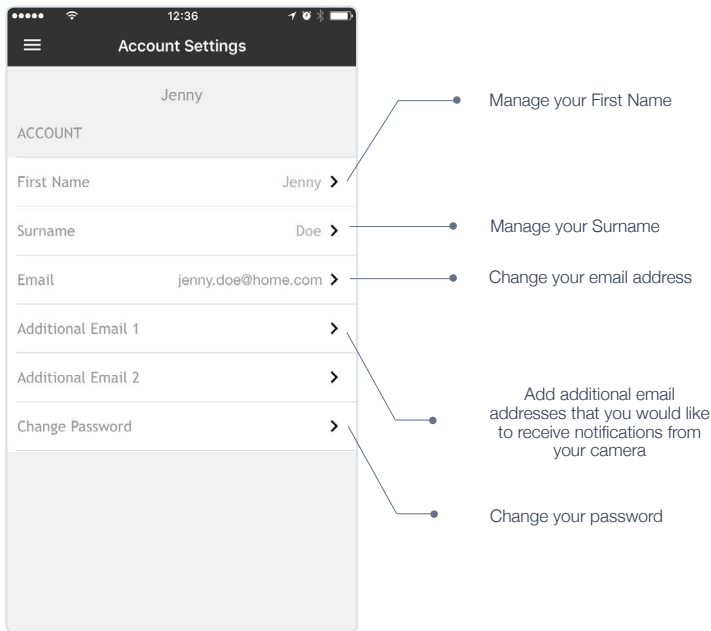 12:36
Account Settings
Jenny
ACCOUNT
First Name Jenny
Surname Doe
Email jenny.doe@home.com
Additional Email 1
Additional Email 2
Change Password
Manage your First Name
Manage your Surname
Change your email address
Add additional email
addresses that you would like
to receive notifications from
your camera
Change your password